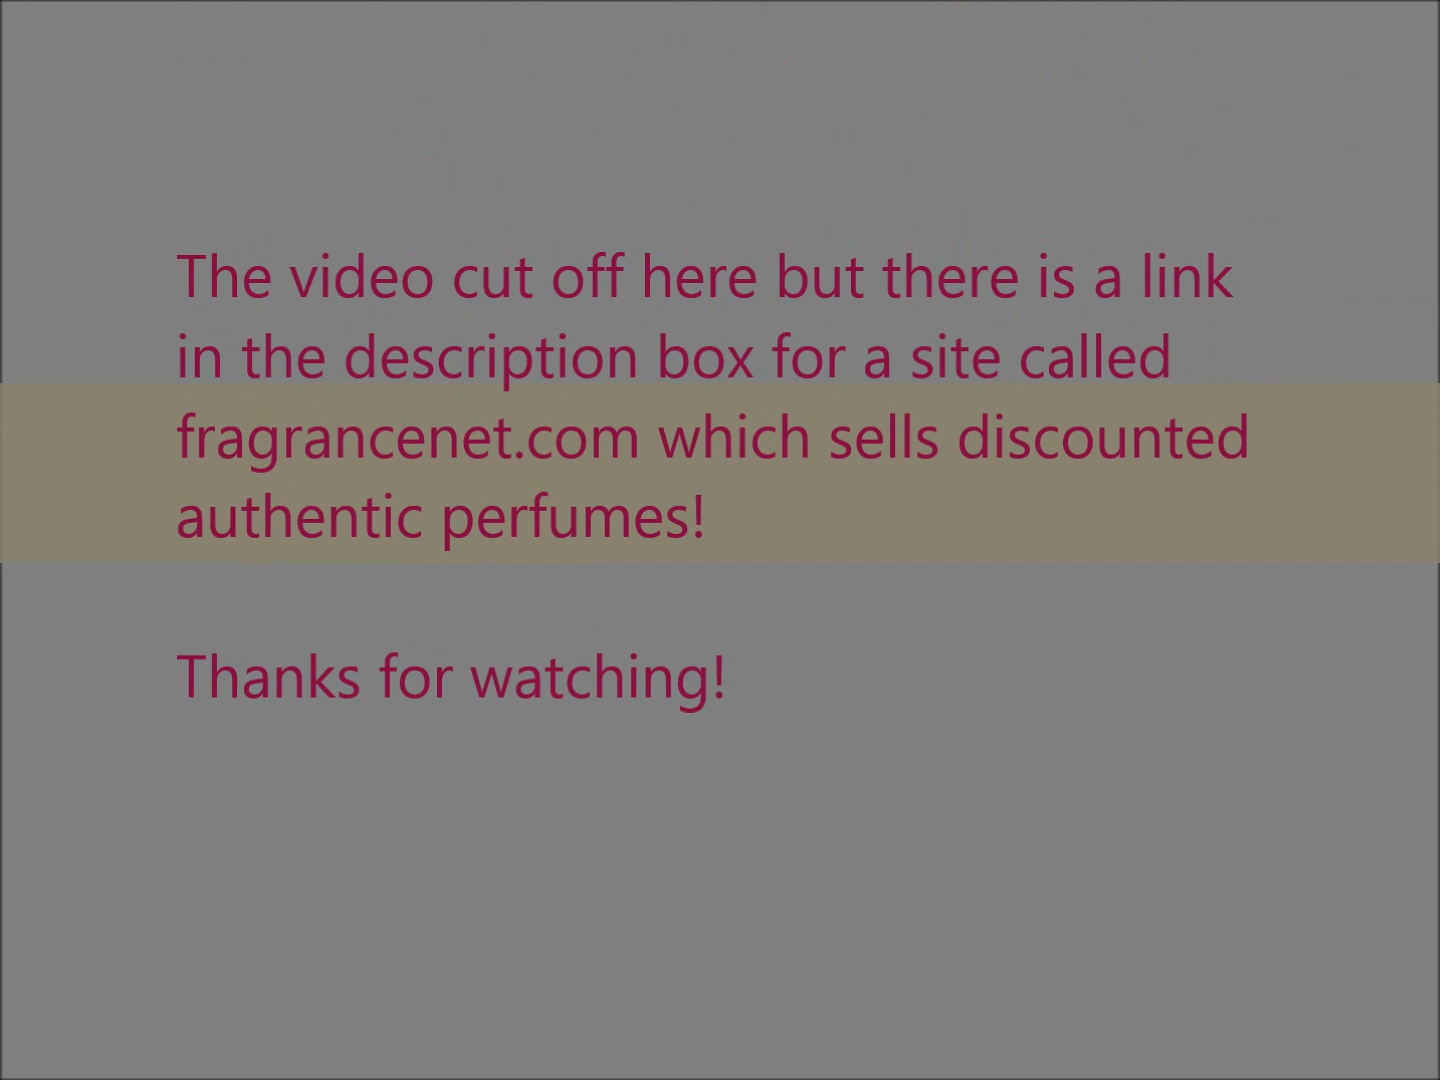 The video cut off here but there is a link
in the description box for a site called
fragrancenet.com which sells discounted
authentic perfumes!
Thanks for watching!